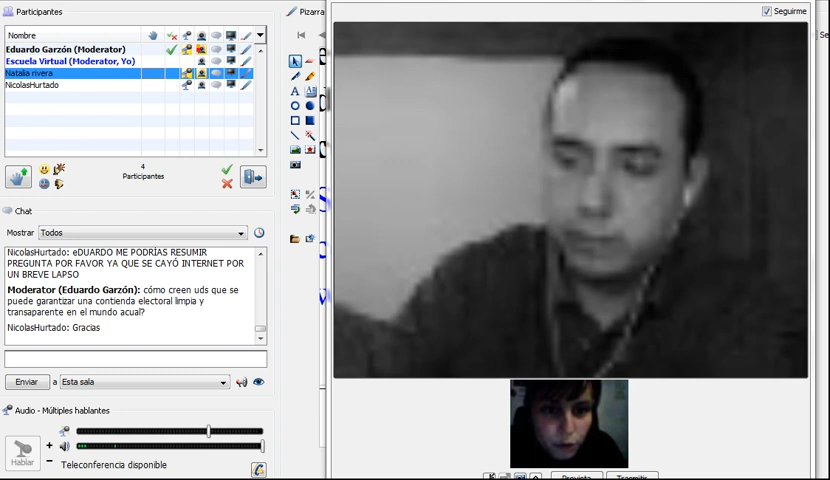 Participantes
Nombre
Eduardo Garzón (Moderator)
Escuela Virtual (Moderator, Yo)
Natalia rivera
NicolasHurtado
4
Participantes
Chat
Mostrar Todos
NicolasHurtado: eDUARDO ME PODRÍAS RESUMIR
PREGUNTA POR FAVOR YA QUE SE CAYÓ INTERNET POR
UN BREVE LAPSO
Moderator (Eduardo Garzón): cómo creen uds que se
puede garantizar una contienda electoral limpia y
transparente en el mundo acual?
NicolasHurtado: Gracias
Enviar a Esta sala
Audio - Múltiples hablantes
Hablar
Teleconferencia disponible
Pizarra
A A
Seguirme
Se